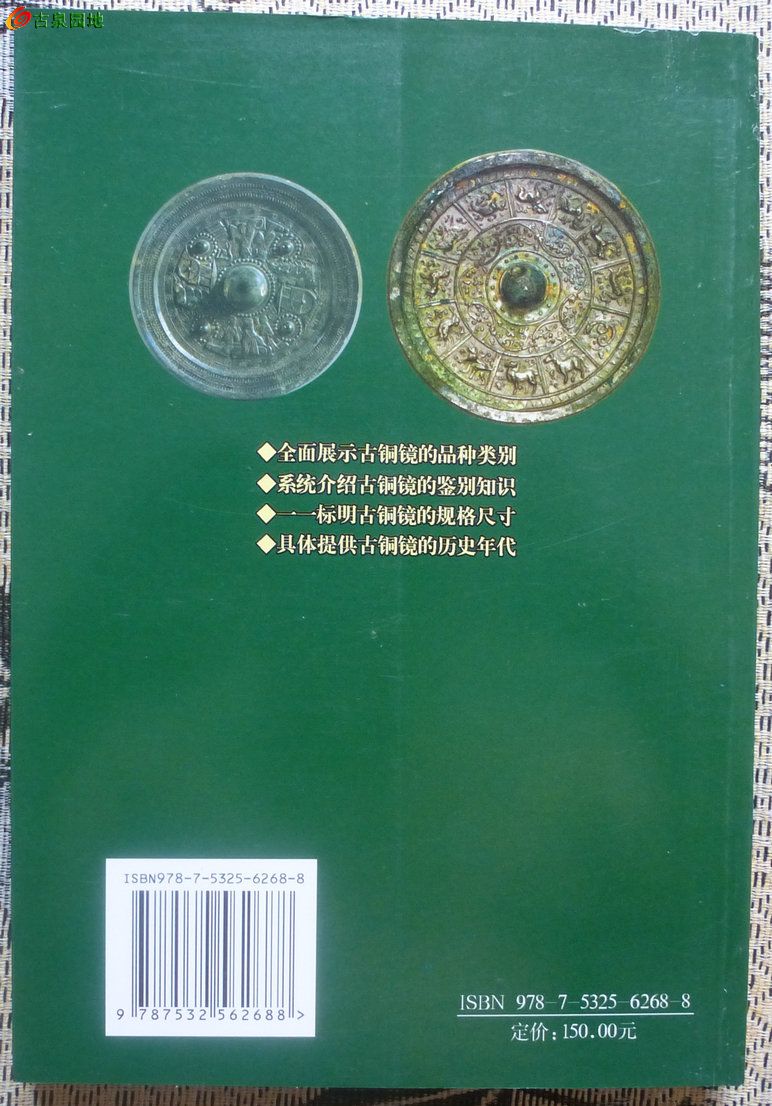 古泉园地
◆全面展示古铜镜的品种类别
◆系统介绍古铜镜的鉴别知识
◆一一标明古铜镜的规格尺寸
◆具体提供古铜镜的历史年代
ISBN978-7-5325-6268-8
9 787532 562688 >
ISBN 978-7-5325-6268-8
定价：150.00元